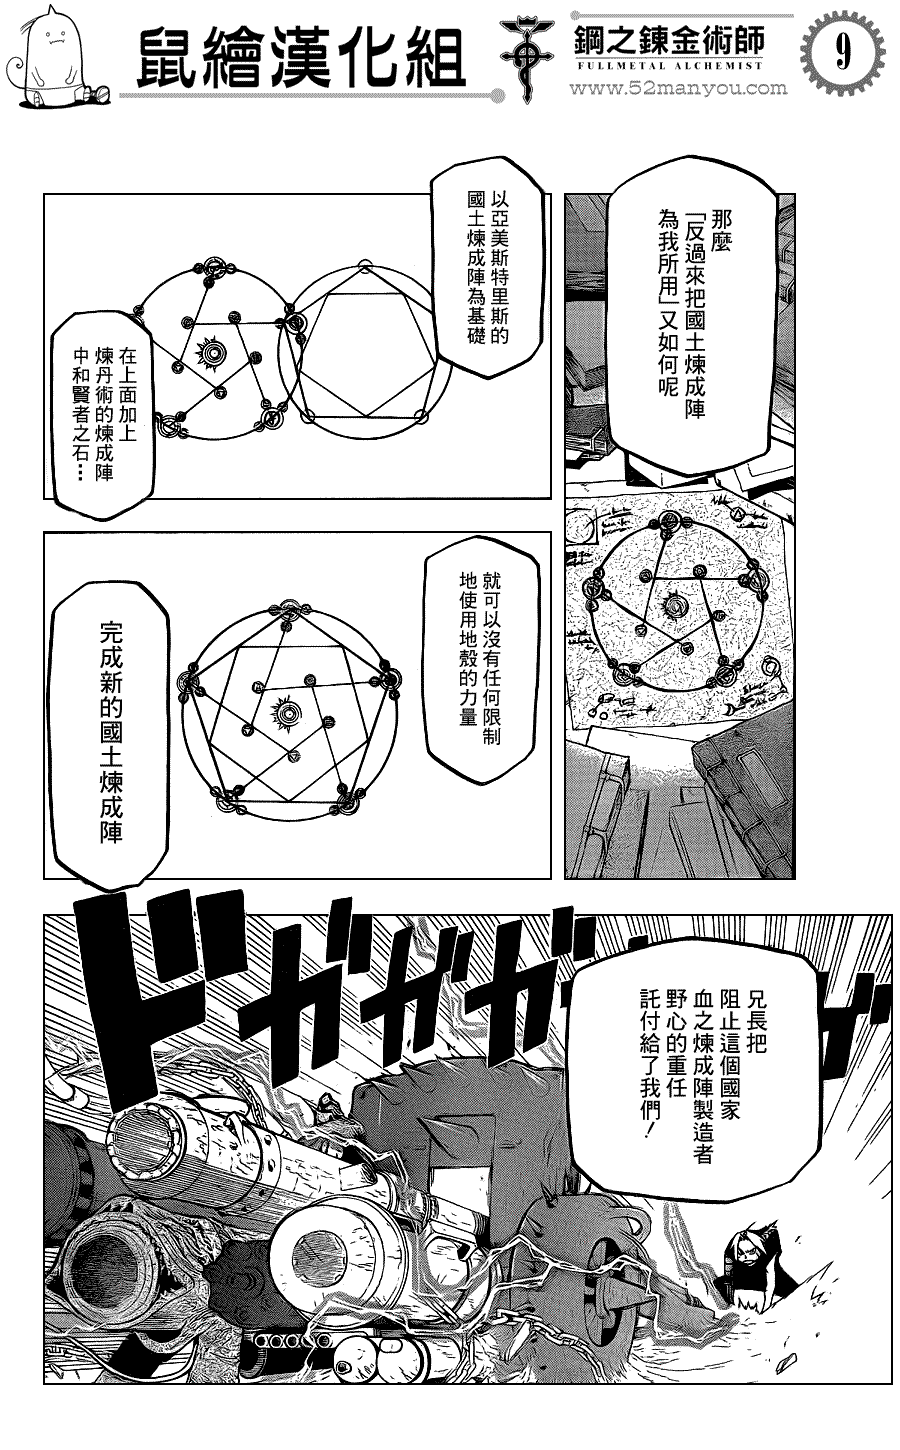 鼠繪漢化組
鋼之鍊金術師
FULLMETAL ALCHEMIST
www.52manyou.com
9
那麼
「反過來把國土煉成陣
為我所用」又如何呢
以亞美斯特里斯的
國土煉成陣為基礎
在上面加上
煉丹術的煉成陣
中和賢者之石…
就可以沒有任何限制
地使用地殼的力量
完成新的國土煉成陣
ドガガガガ
兄長把
阻止這個國家
血之煉成陣製造者
野心的重任
託付給了我們！